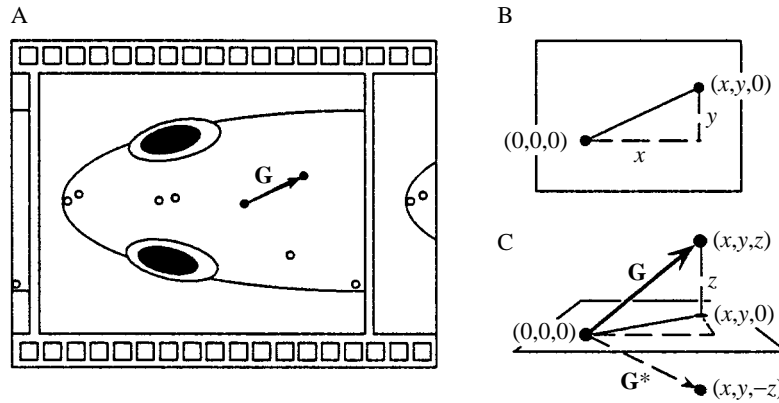 A
G
B
(x,y,0)
(0,0,0)
x
y
C
(x,y,z)
G
z
(x,y,0)
(0,0,0)
G*
(x,y,−z)